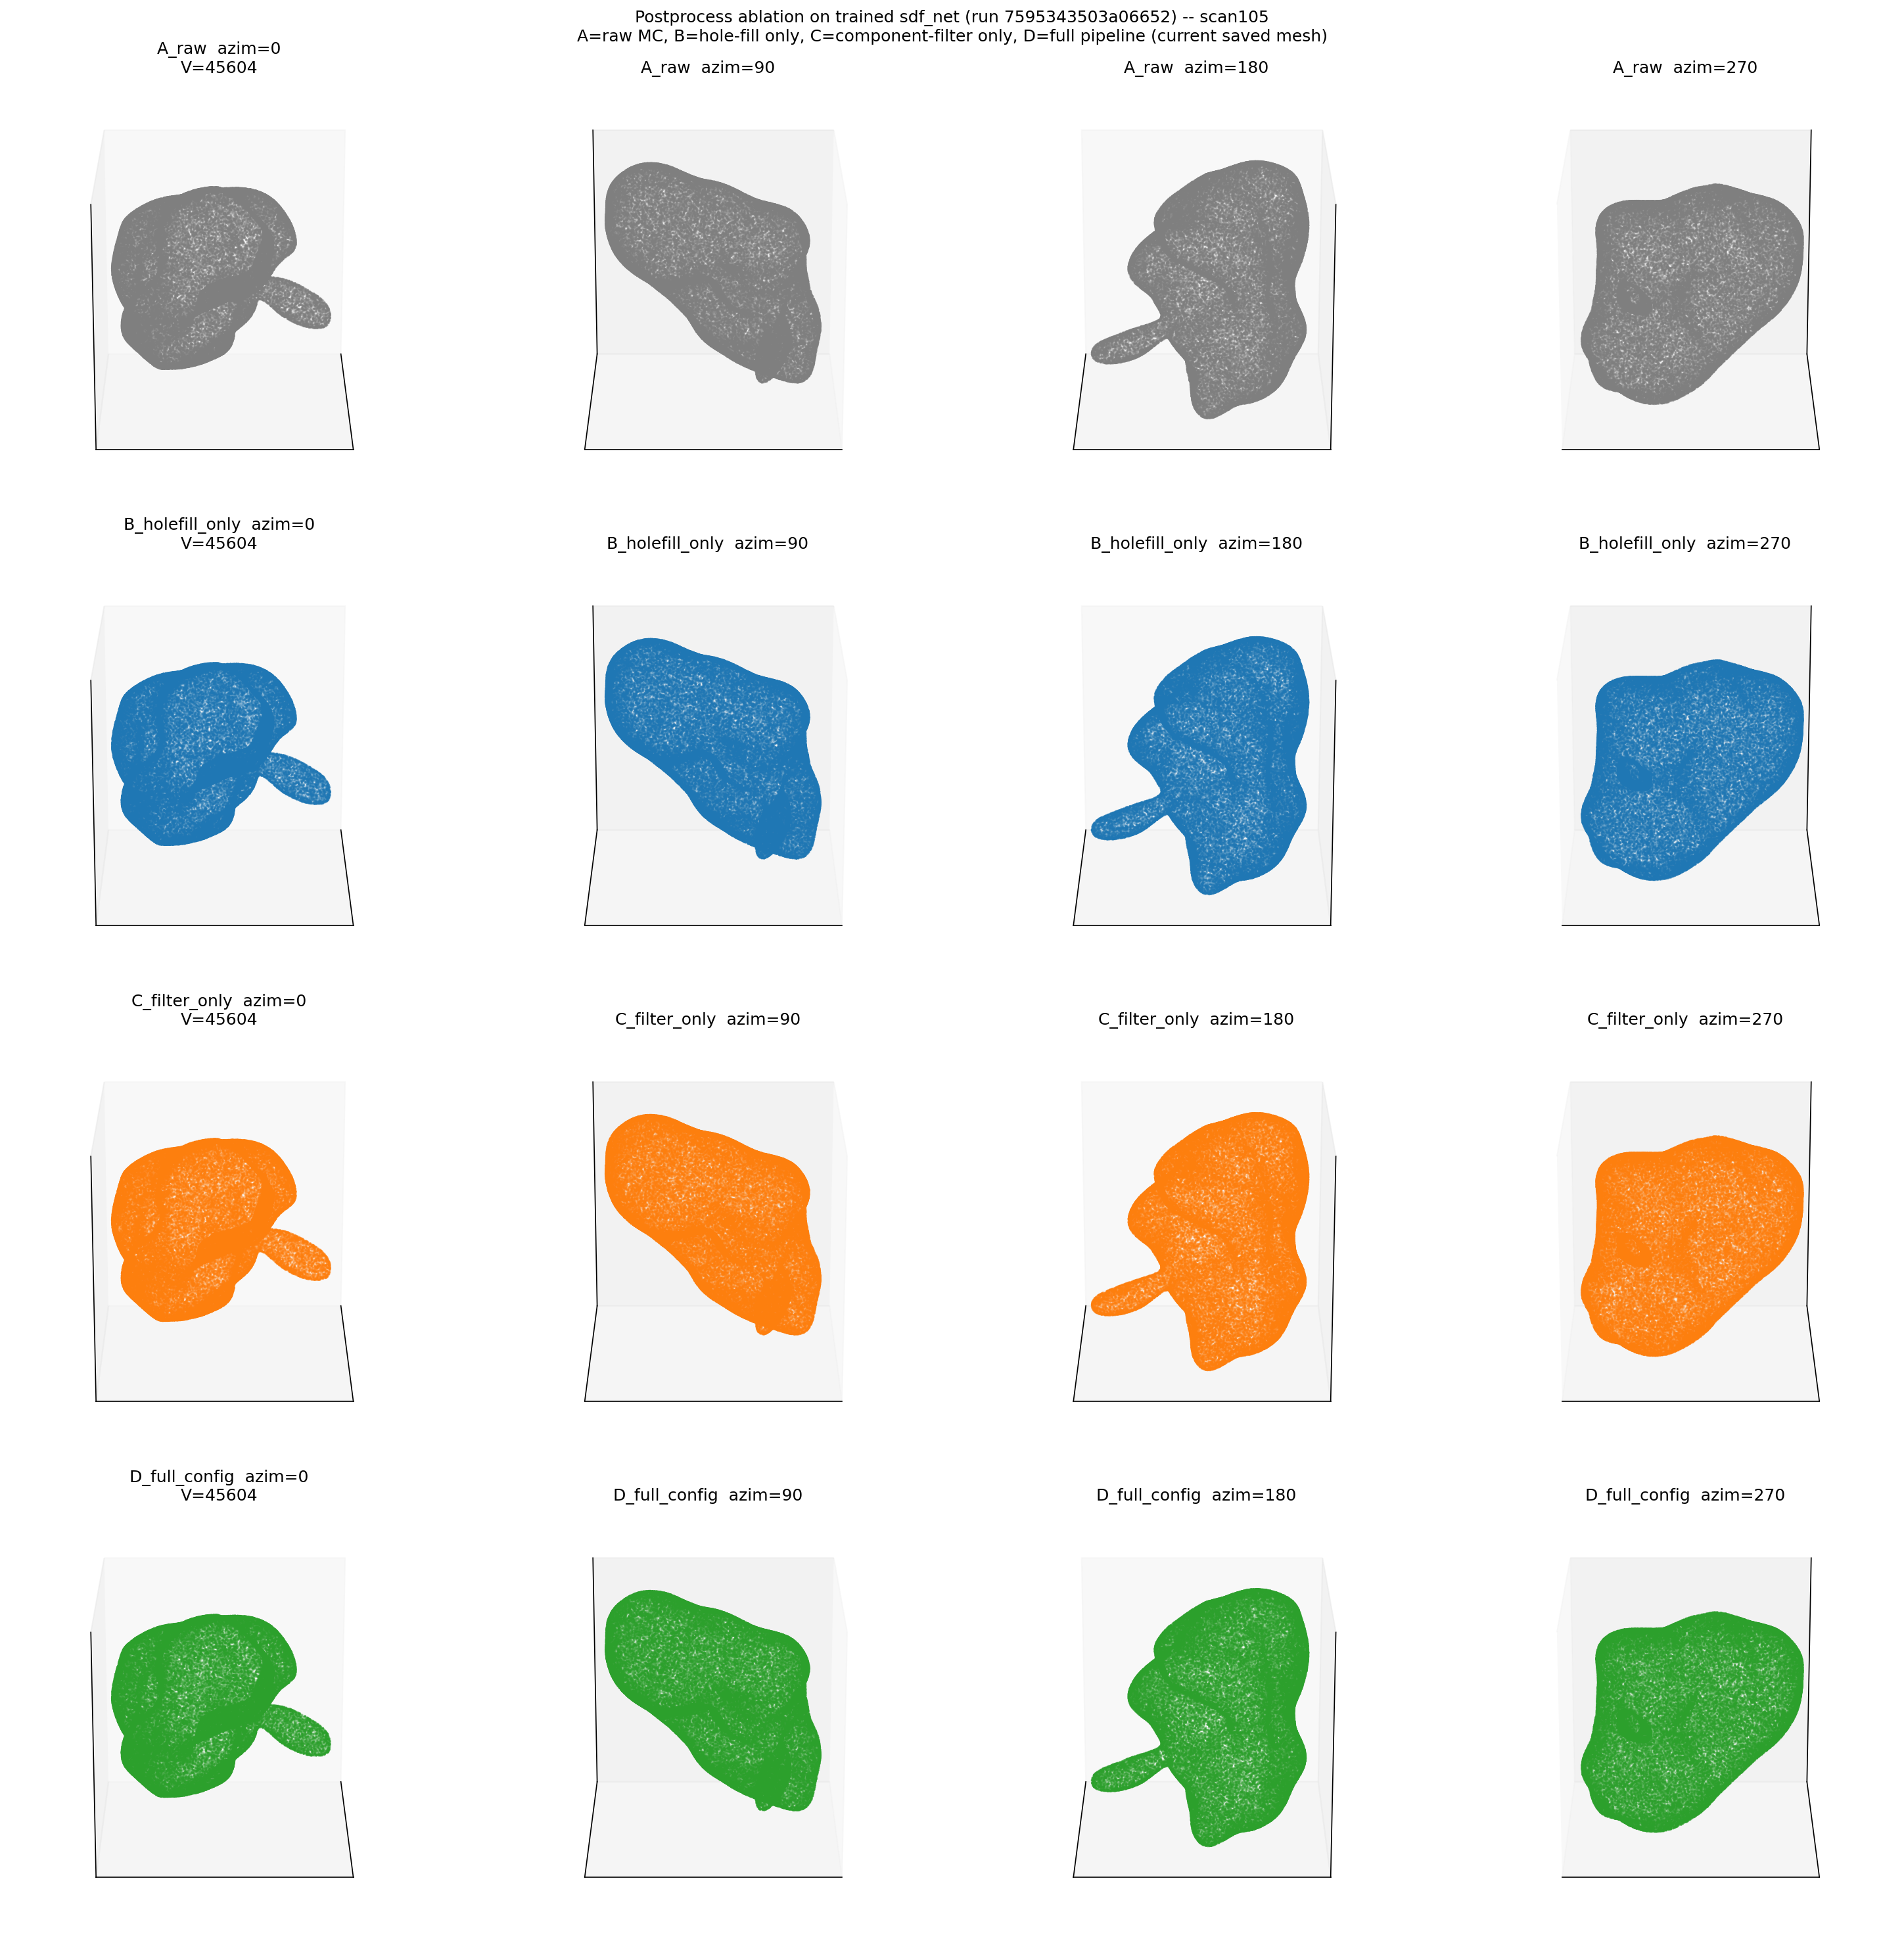 Postprocess ablation on trained sdf_net (run 7595343503a06652) -- scan105
A=raw MC, B=hole-fill only, C=component-filter only, D=full pipeline (current saved mesh)
A_raw  azim=0
V=45604
A_raw  azim=90
A_raw  azim=180
A_raw  azim=270
B_holefill_only  azim=0
V=45604
B_holefill_only  azim=90
B_holefill_only  azim=180
B_holefill_only  azim=270
C_filter_only  azim=0
V=45604
C_filter_only  azim=90
C_filter_only  azim=180
C_filter_only  azim=270
D_full_config  azim=0
V=45604
D_full_config  azim=90
D_full_config  azim=180
D_full_config  azim=270